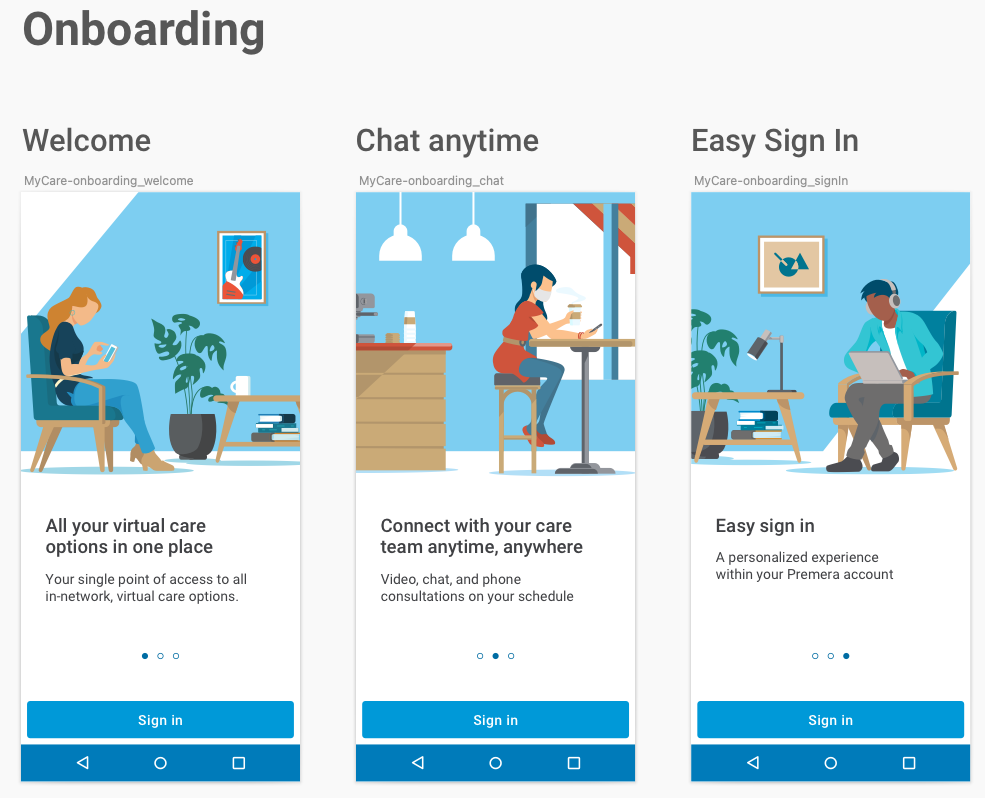 Onboarding
Welcome
MyCare-onboarding_welcome
All your virtual care
options in one place
Your single point of access to all
in-network, virtual care options.
Sign in
Chat anytime
MyCare-onboarding_chat
Connect with your care
team anytime, anywhere
Video, chat, and phone
consultations on your schedule
Sign in
Easy Sign In
MyCare-onboarding_signIn
Easy sign in
A personalized experience
within your Premera account
Sign in